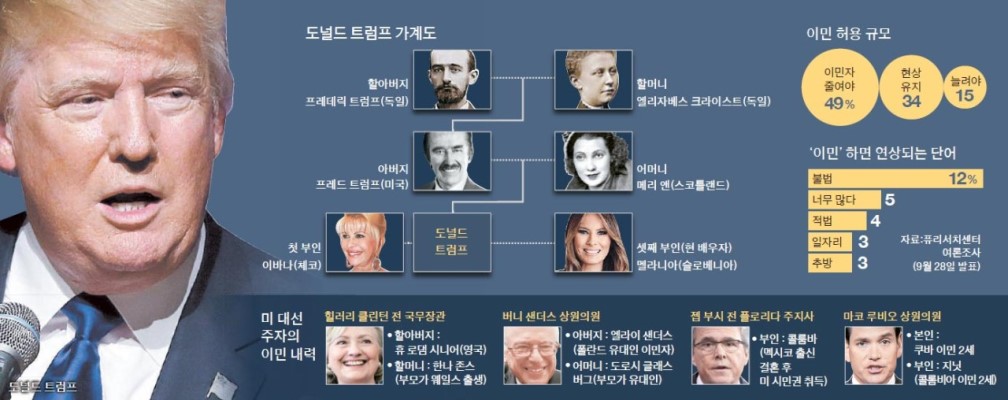 도널드 트럼프 가계도
할아버지
프레데릭 트럼프(독일)
할머니
엘리자베스 크라이스트(독일)
아버지
프레드 트럼프(미국)
어머니
메리 앤(스코틀랜드)
첫 부인
이바나(체코)
도널드
트럼프
셋째 부인(현 배우자)
멜라니아(슬로베니아)
이민 허용 규모
이민자
줄여야
49%
현상
유지
34
늘려야
15
‘이민’ 하면 연상되는 단어
불법 12%
너무 많다 5
적법 4
일자리 3
추방 3
자료:퓨리서치센터
여론조사
(9월 28일 발표)
미 대선
주자의
이민 내력
힐러리 클린턴 전 국무장관
• 할아버지 :
휴 로댐 시니어(영국)
• 할머니 : 한나 존스
(부모가 웨일스 출생)
버니 샌더스 상원의원
• 아버지 : 엘라이 샌더스
(폴란드 유대인 이민자)
• 어머니 : 도로시 글래스
버그(부모가 유대인)
젭 부시 전 플로리다 주지사
• 부인 : 콜룸바
(멕시코 출신
결혼 후
미 시민권 취득)
마코 루비오 상원의원
• 본인 :
쿠바 이민 2세
• 부인 : 지넷
(콜롬비아 이민 2세)
도널드 트럼프